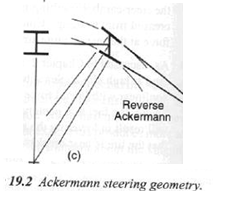 Reverse
Ackermann
(c)
19.2 Ackermann steering geometry.